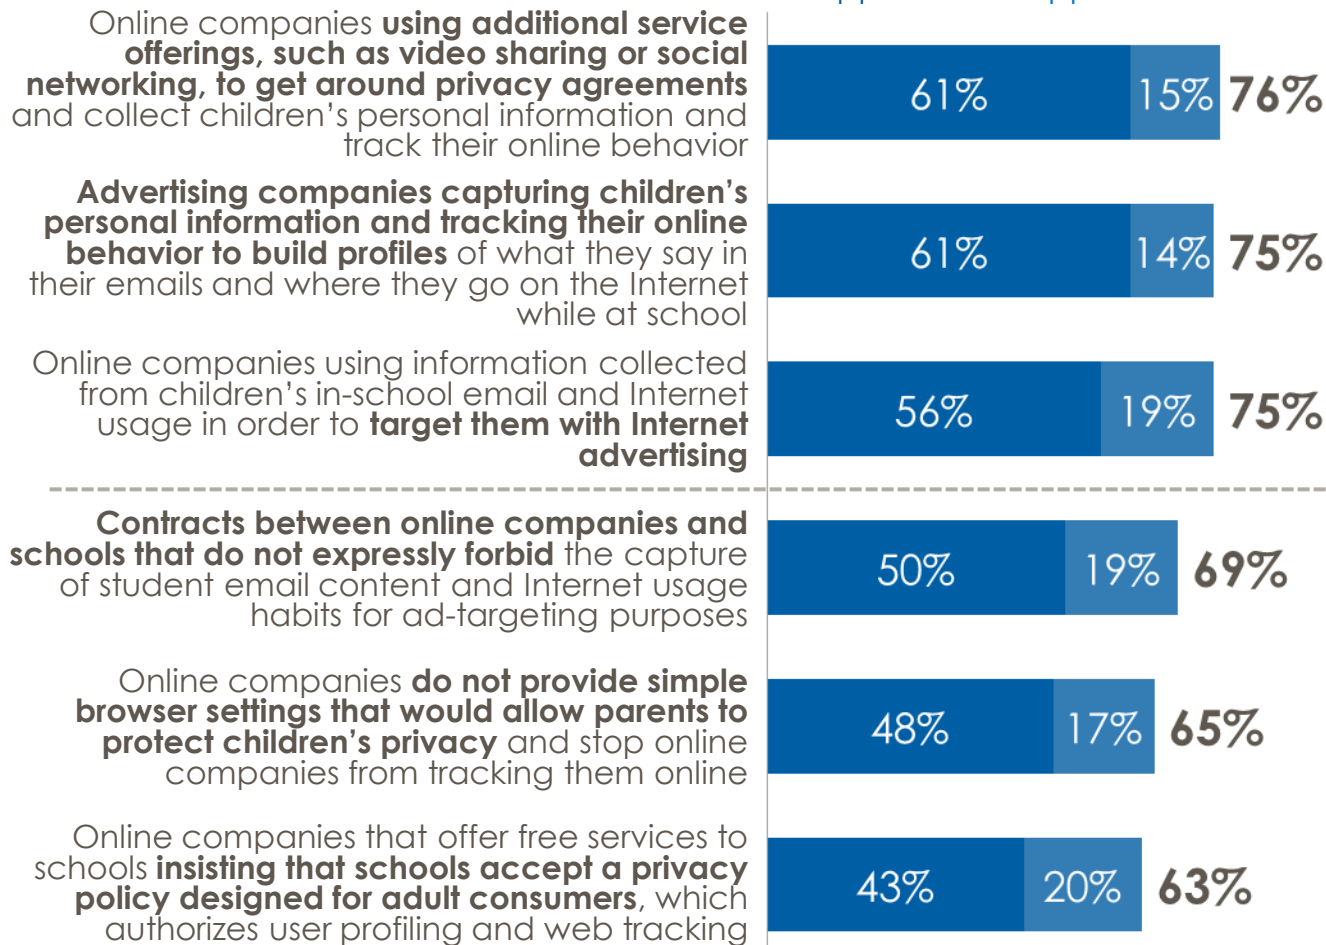 Online companies using additional service
offerings, such as video sharing or social
networking, to get around privacy agreements
and collect children's personal information and
track their online behavior
61%
15%
76%
Advertising companies capturing children's
personal information and tracking their online
behavior to build profiles of what they say in
their emails and where they go on the Internet
while at school
61%
14%
75%
Online companies using information collected
from children's in-school email and Internet
usage in order to target them with Internet
advertising
56%
19%
75%
Contracts between online companies and
schools that do not expressly forbid the capture
of student email content and Internet usage
habits for ad-targeting purposes
50%
19%
69%
Online companies do not provide simple
browser settings that would allow parents to
protect children's privacy and stop online
companies from tracking them online
48%
17%
65%
Online companies that offer free services to
schools insisting that schools accept a privacy
policy designed for adult consumers, which
authorizes user profiling and web tracking
43%
20%
63%